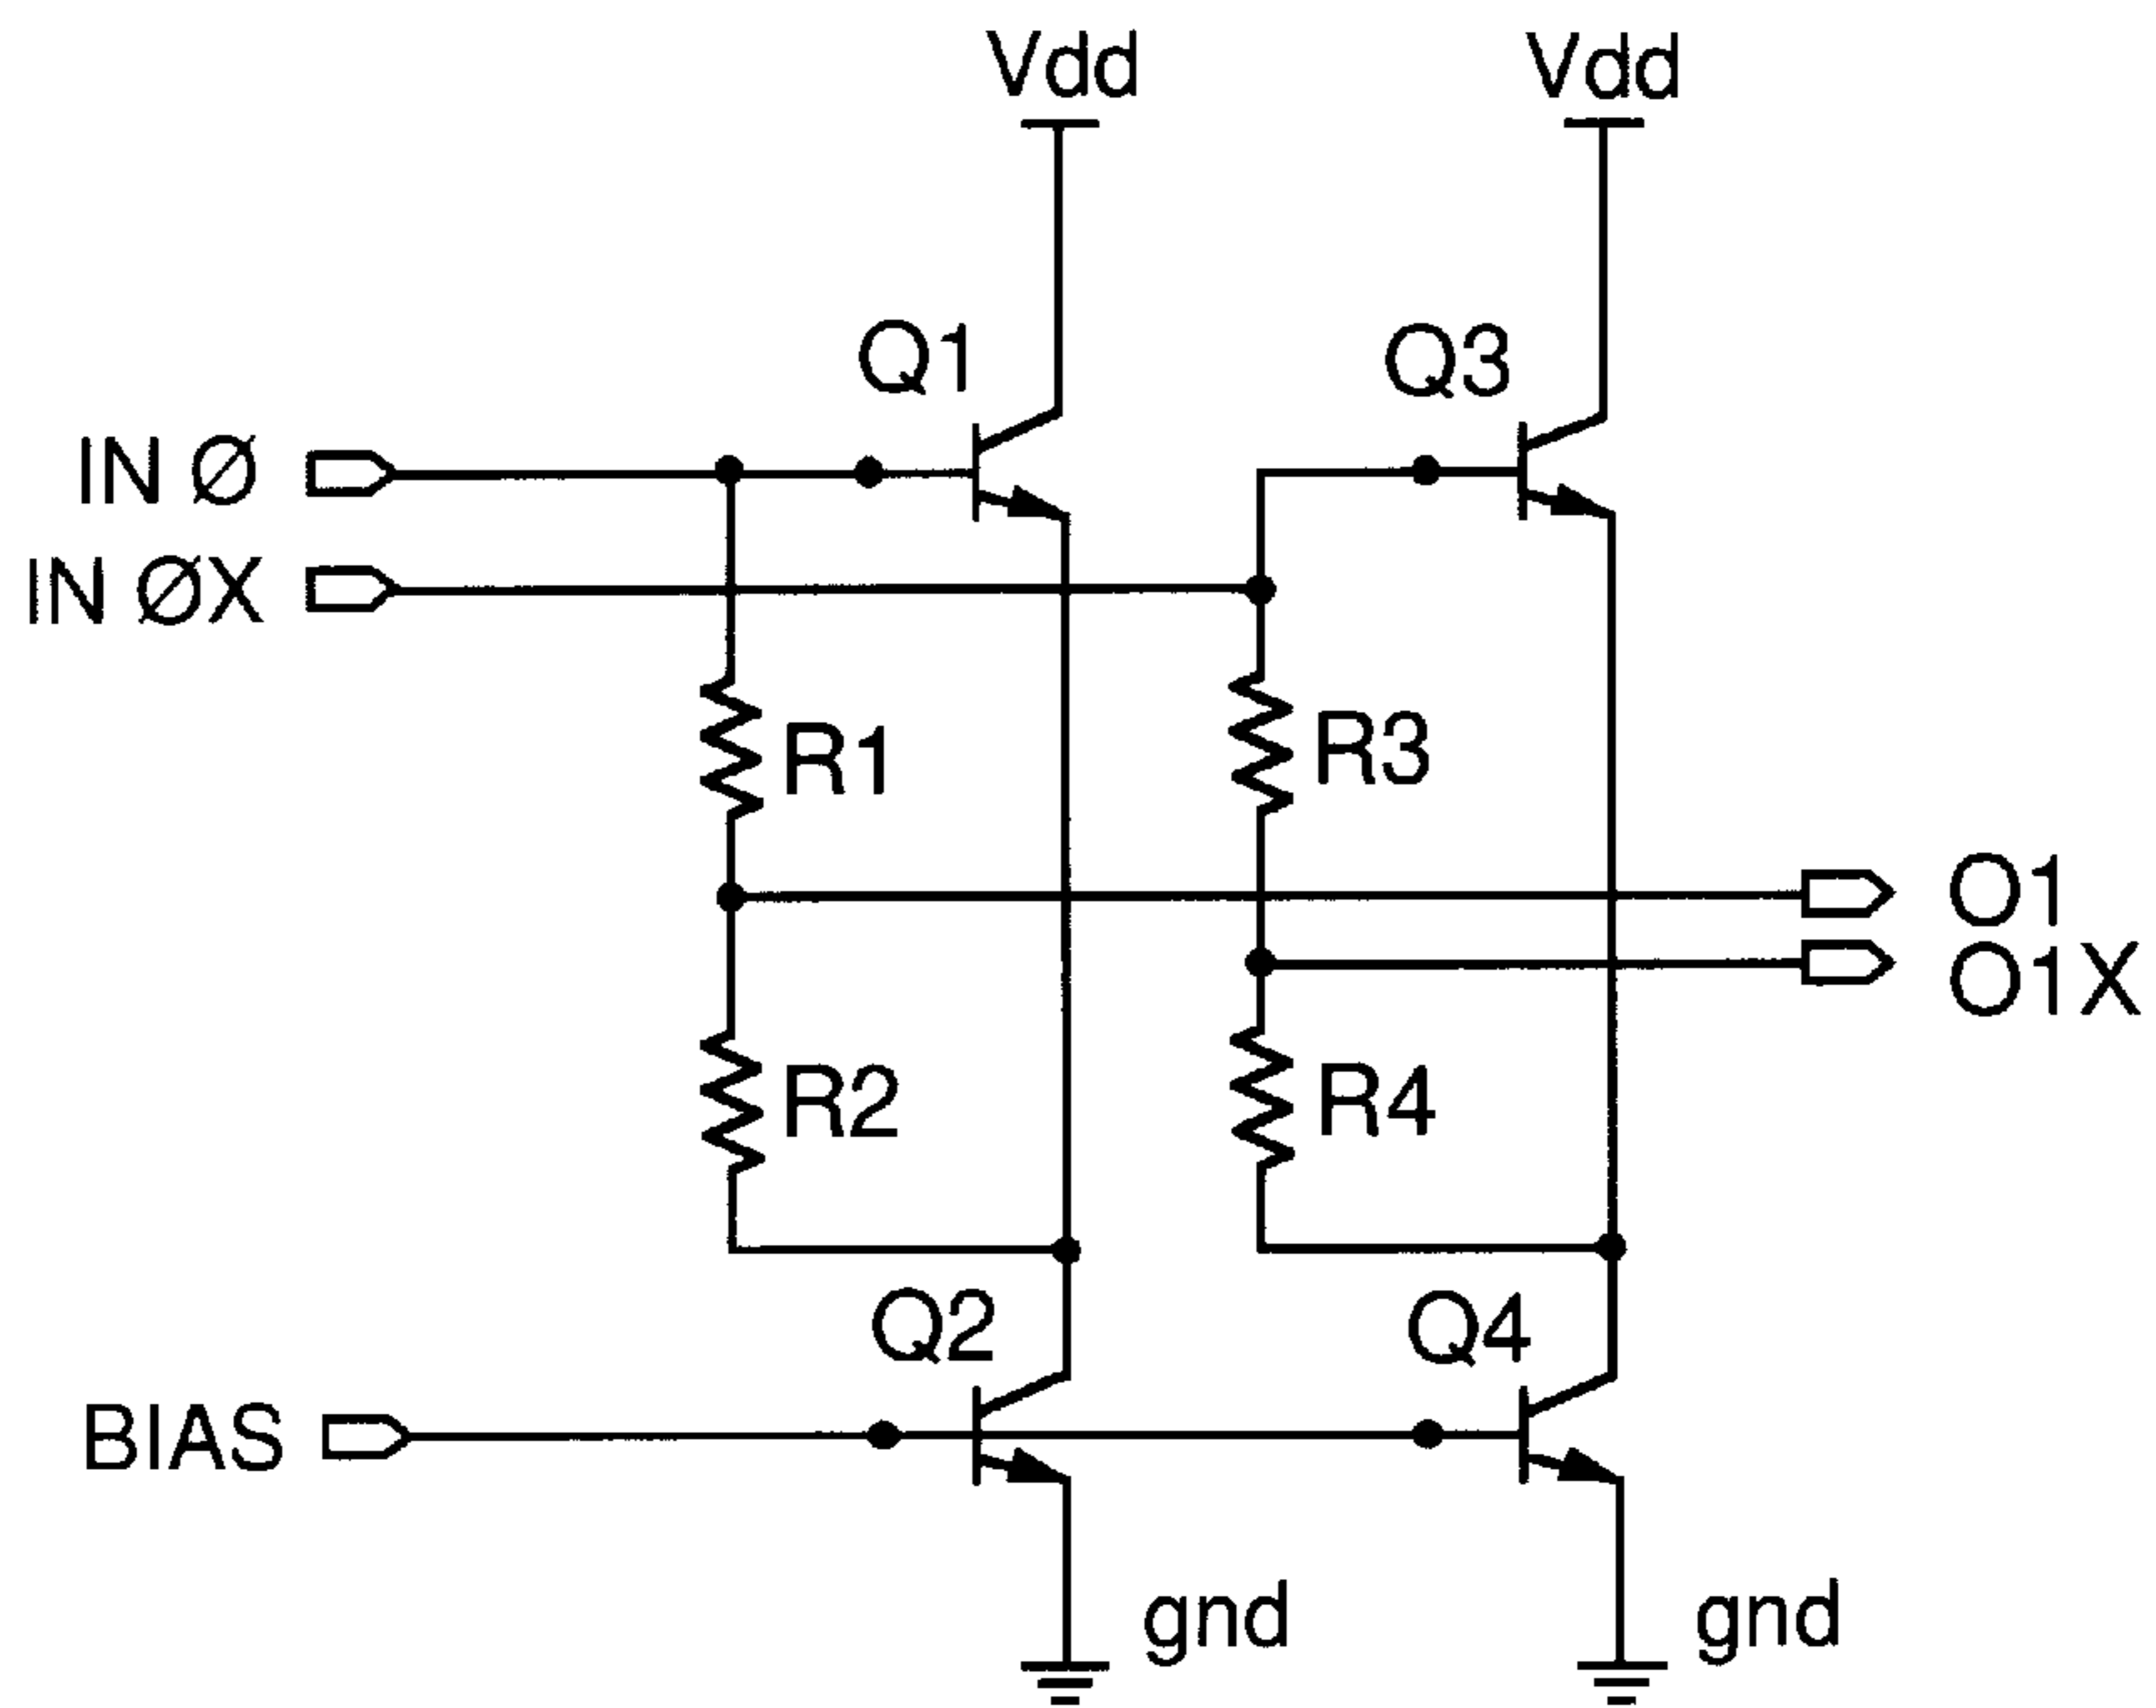 Vdd
Vdd
Q1
Q3
IN Ø
IN ØX
R1
R3
O1
O1X
R2
R4
Q2
Q4
BIAS
gnd
gnd